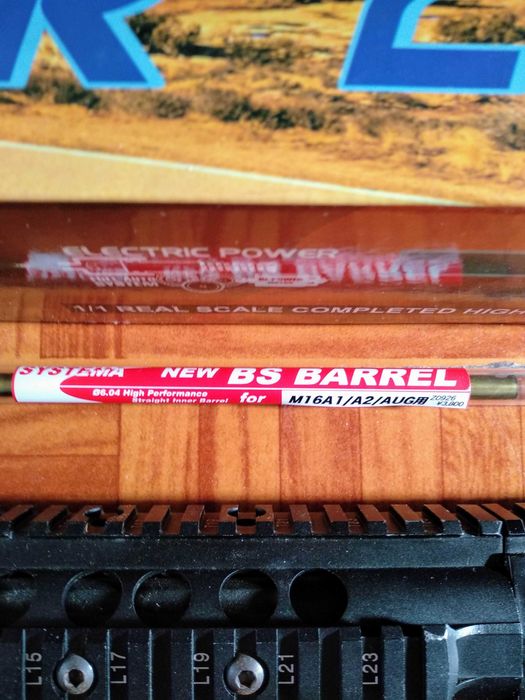 ELECTRIC POWER
1/1 REAL SCALE COMPLETED HIGH
SYSTEMA NEW BS BARREL
Ø6.04 High Performance
Straight Inner Barrel for M16A1/A2/AUG用
Z0926
¥3,800
L15 L17 L19 L21 L23